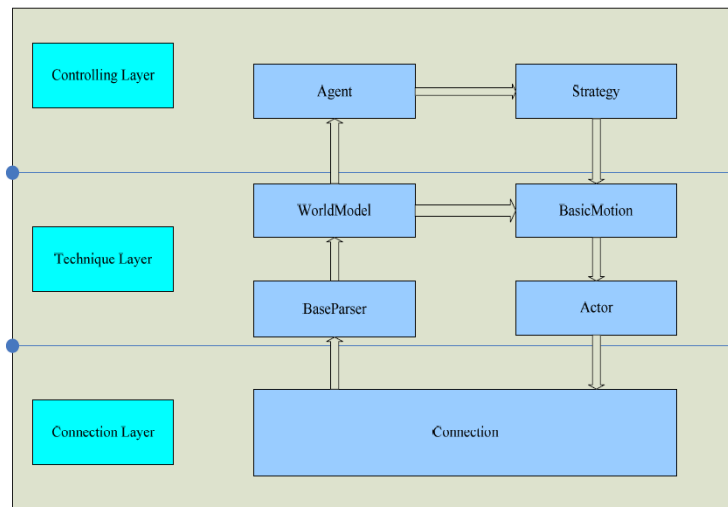 Controlling Layer
Agent
Strategy
WorldModel
BasicMotion
Technique Layer
BaseParser
Actor
Connection Layer
Connection